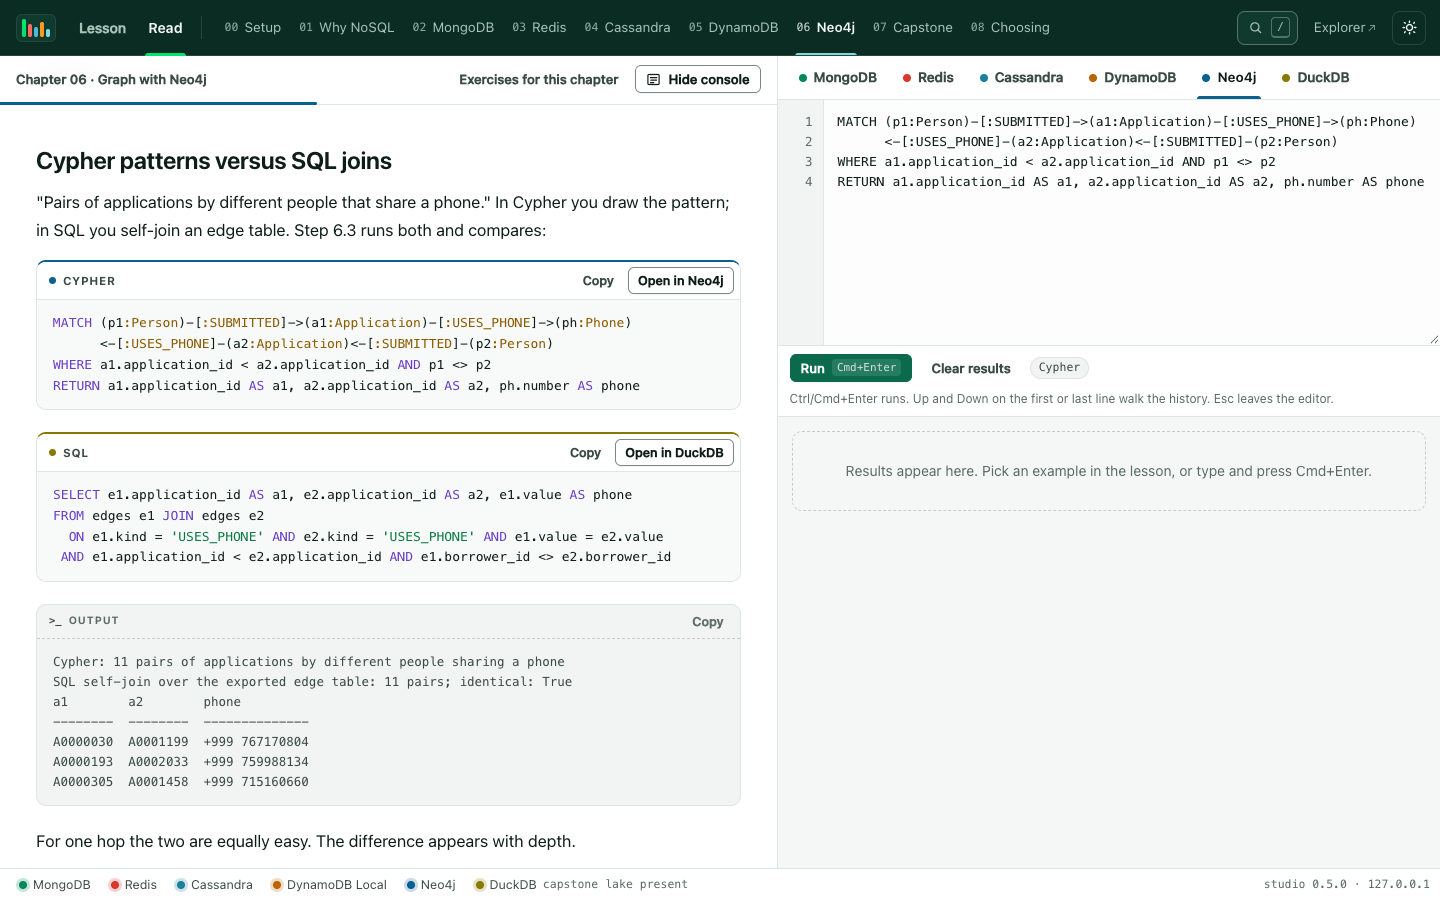 Lesson Read 00 Setup 01 Why NoSQL 02 MongoDB 03 Redis 04 Cassandra 05 DynamoDB 06 Neo4j 07 Capstone 08 Choosing / Explorer↗
Chapter 06 · Graph with Neo4j Exercises for this chapter Hide console
Cypher patterns versus SQL joins
"Pairs of applications by different people that share a phone." In Cypher you draw the pattern;
in SQL you self-join an edge table. Step 6.3 runs both and compares:
CYPHER Copy Open in Neo4j
MATCH (p1:Person)-[:SUBMITTED]->(a1:Application)-[:USES_PHONE]->(ph:Phone)
<-[:USES_PHONE]-(a2:Application)<-[:SUBMITTED]-(p2:Person)
WHERE a1.application_id < a2.application_id AND p1 <> p2
RETURN a1.application_id AS a1, a2.application_id AS a2, ph.number AS phone
SQL Copy Open in DuckDB
SELECT e1.application_id AS a1, e2.application_id AS a2, e1.value AS phone
FROM edges e1 JOIN edges e2
ON e1.kind = 'USES_PHONE' AND e2.kind = 'USES_PHONE' AND e1.value = e2.value
AND e1.application_id < e2.application_id AND e1.borrower_id <> e2.borrower_id
>_ OUTPUT Copy
Cypher: 11 pairs of applications by different people sharing a phone
SQL self-join over the exported edge table: 11 pairs; identical: True
a1 a2 phone
-------- -------- --------------
A0000030 A0001199 +999 767170804
A0000193 A0002033 +999 759988134
A0000305 A0001458 +999 715160660
For one hop the two are equally easy. The difference appears with depth.
MongoDB Redis Cassandra DynamoDB Neo4j DuckDB
1 MATCH (p1:Person)-[:SUBMITTED]->(a1:Application)-[:USES_PHONE]->(ph:Phone)
2 <-[:USES_PHONE]-(a2:Application)<-[:SUBMITTED]-(p2:Person)
3 WHERE a1.application_id < a2.application_id AND p1 <> p2
4 RETURN a1.application_id AS a1, a2.application_id AS a2, ph.number AS phone
Run Cmd+Enter Clear results Cypher
Ctrl/Cmd+Enter runs. Up and Down on the first or last line walk the history. Esc leaves the editor.
Results appear here. Pick an example in the lesson, or type and press Cmd+Enter.
MongoDB Redis Cassandra DynamoDB Local Neo4j DuckDB capstone lake present studio 0.5.0 · 127.0.0.1